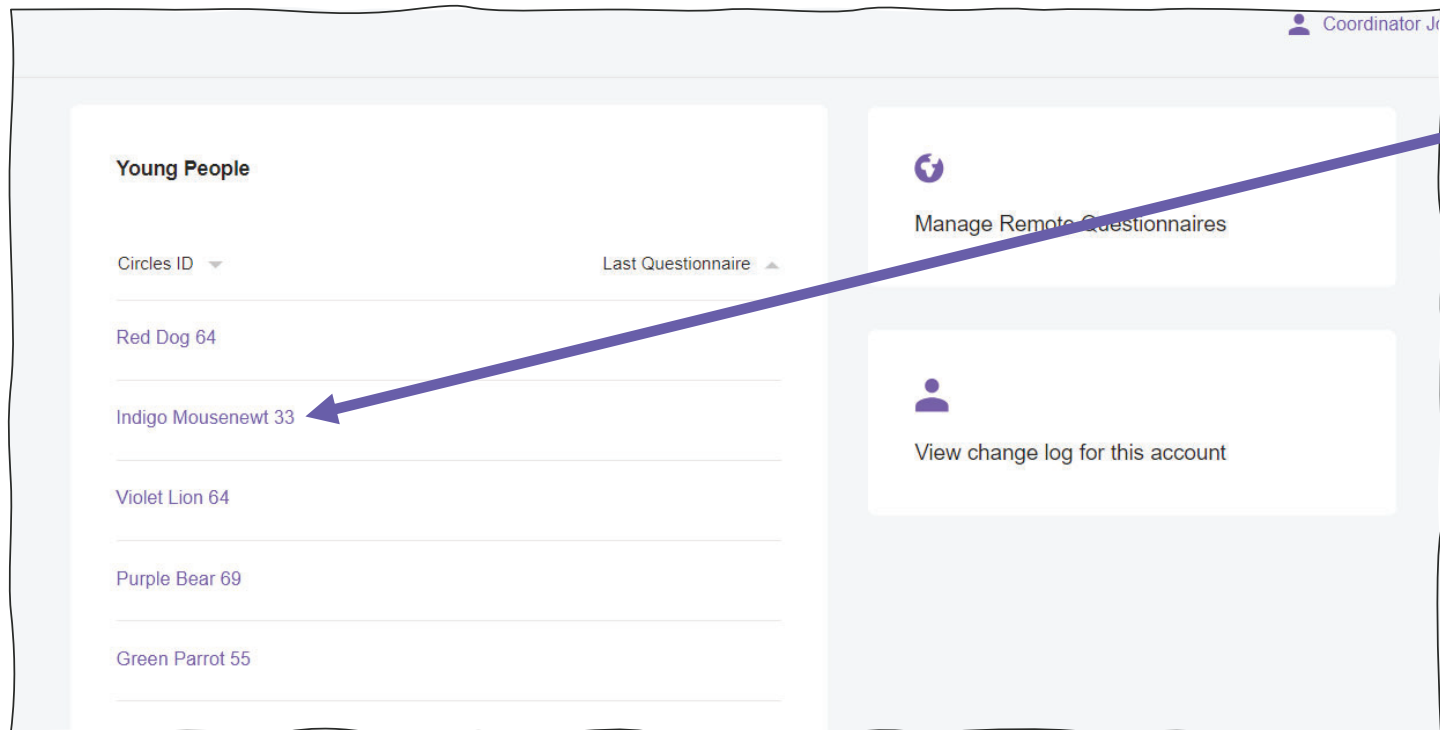 Coordinator
Young People
Circles ID
Last Questionnaire
Red Dog 64
Indigo Mousenewt 33
Violet Lion 64
Purple Bear 69
Green Parrot 55
Manage Remote Questionnaires
View change log for this account